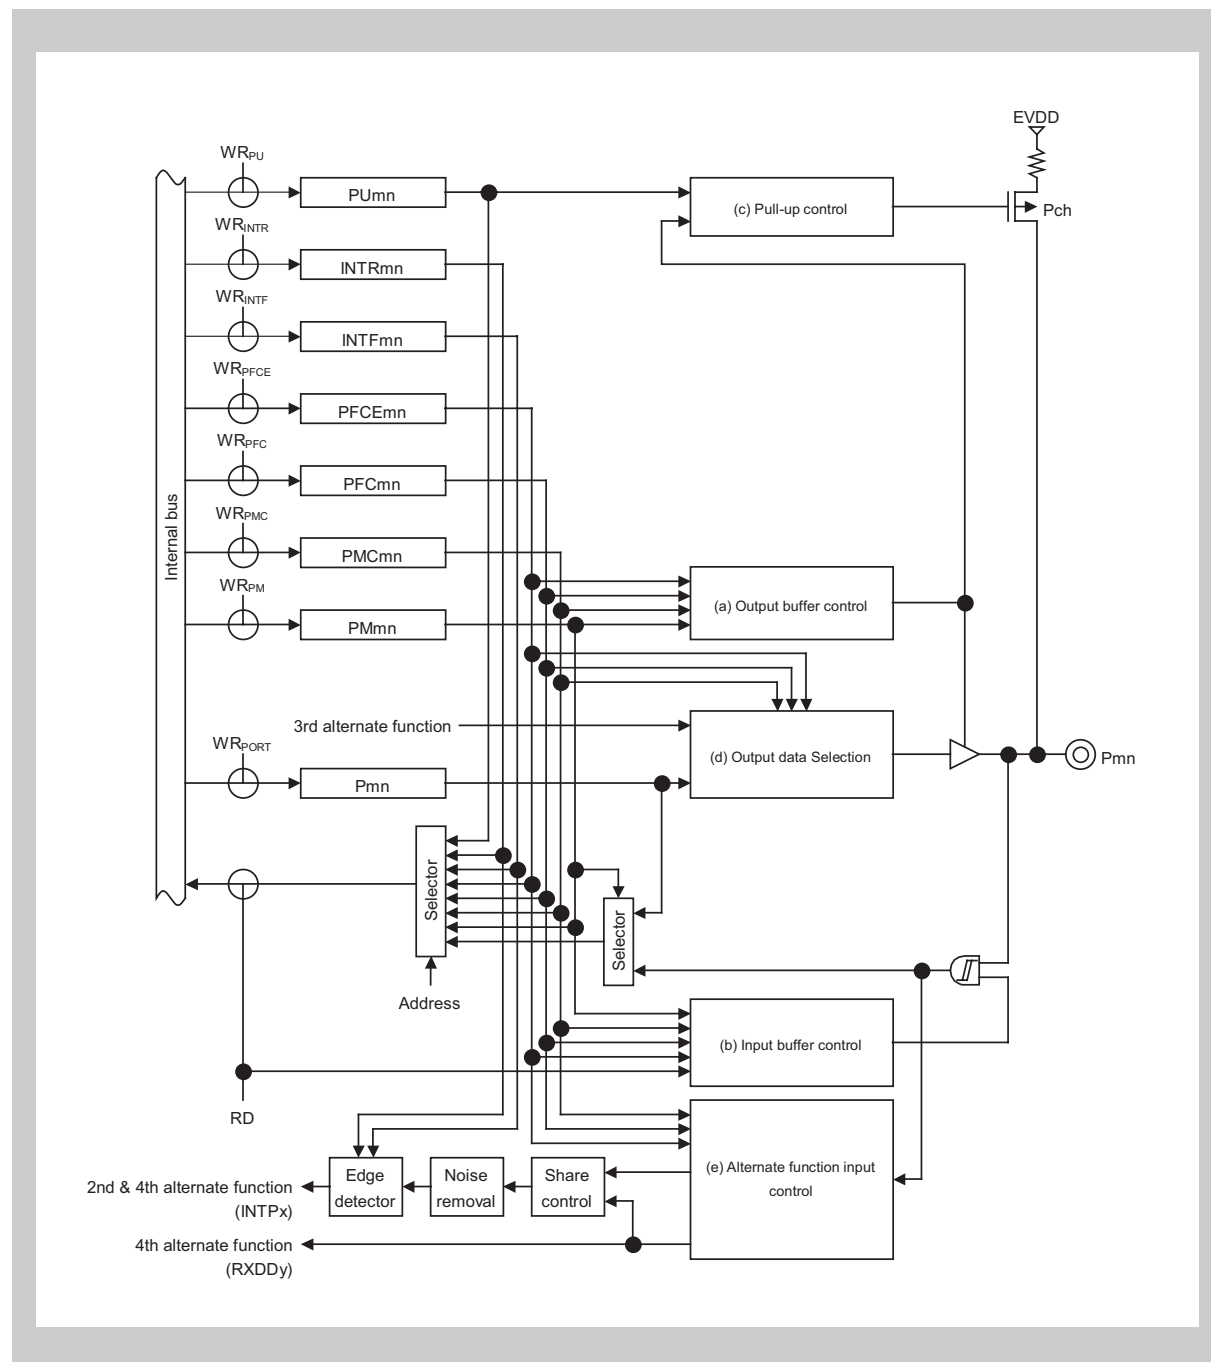 EVDD
WRPU
PUmn
(c) Pull-up control
Pch
WRINTR
INTRmn
WRINTF
INTFmn
WRPFCE
PFCEmn
WRPFC
PFCmn
Internal bus
WRPMC
PMCmn
WRPM
PMmn
(a) Output buffer control
3rd alternate function
WRPORT
Pmn
(d) Output data Selection
Pmn
Selector
Selector
Address
(b) Input buffer control
RD
(e) Alternate function input
control
Edge
detector
Noise
removal
Share
control
2nd & 4th alternate function
(INTPx)
4th alternate function
(RXDDy)